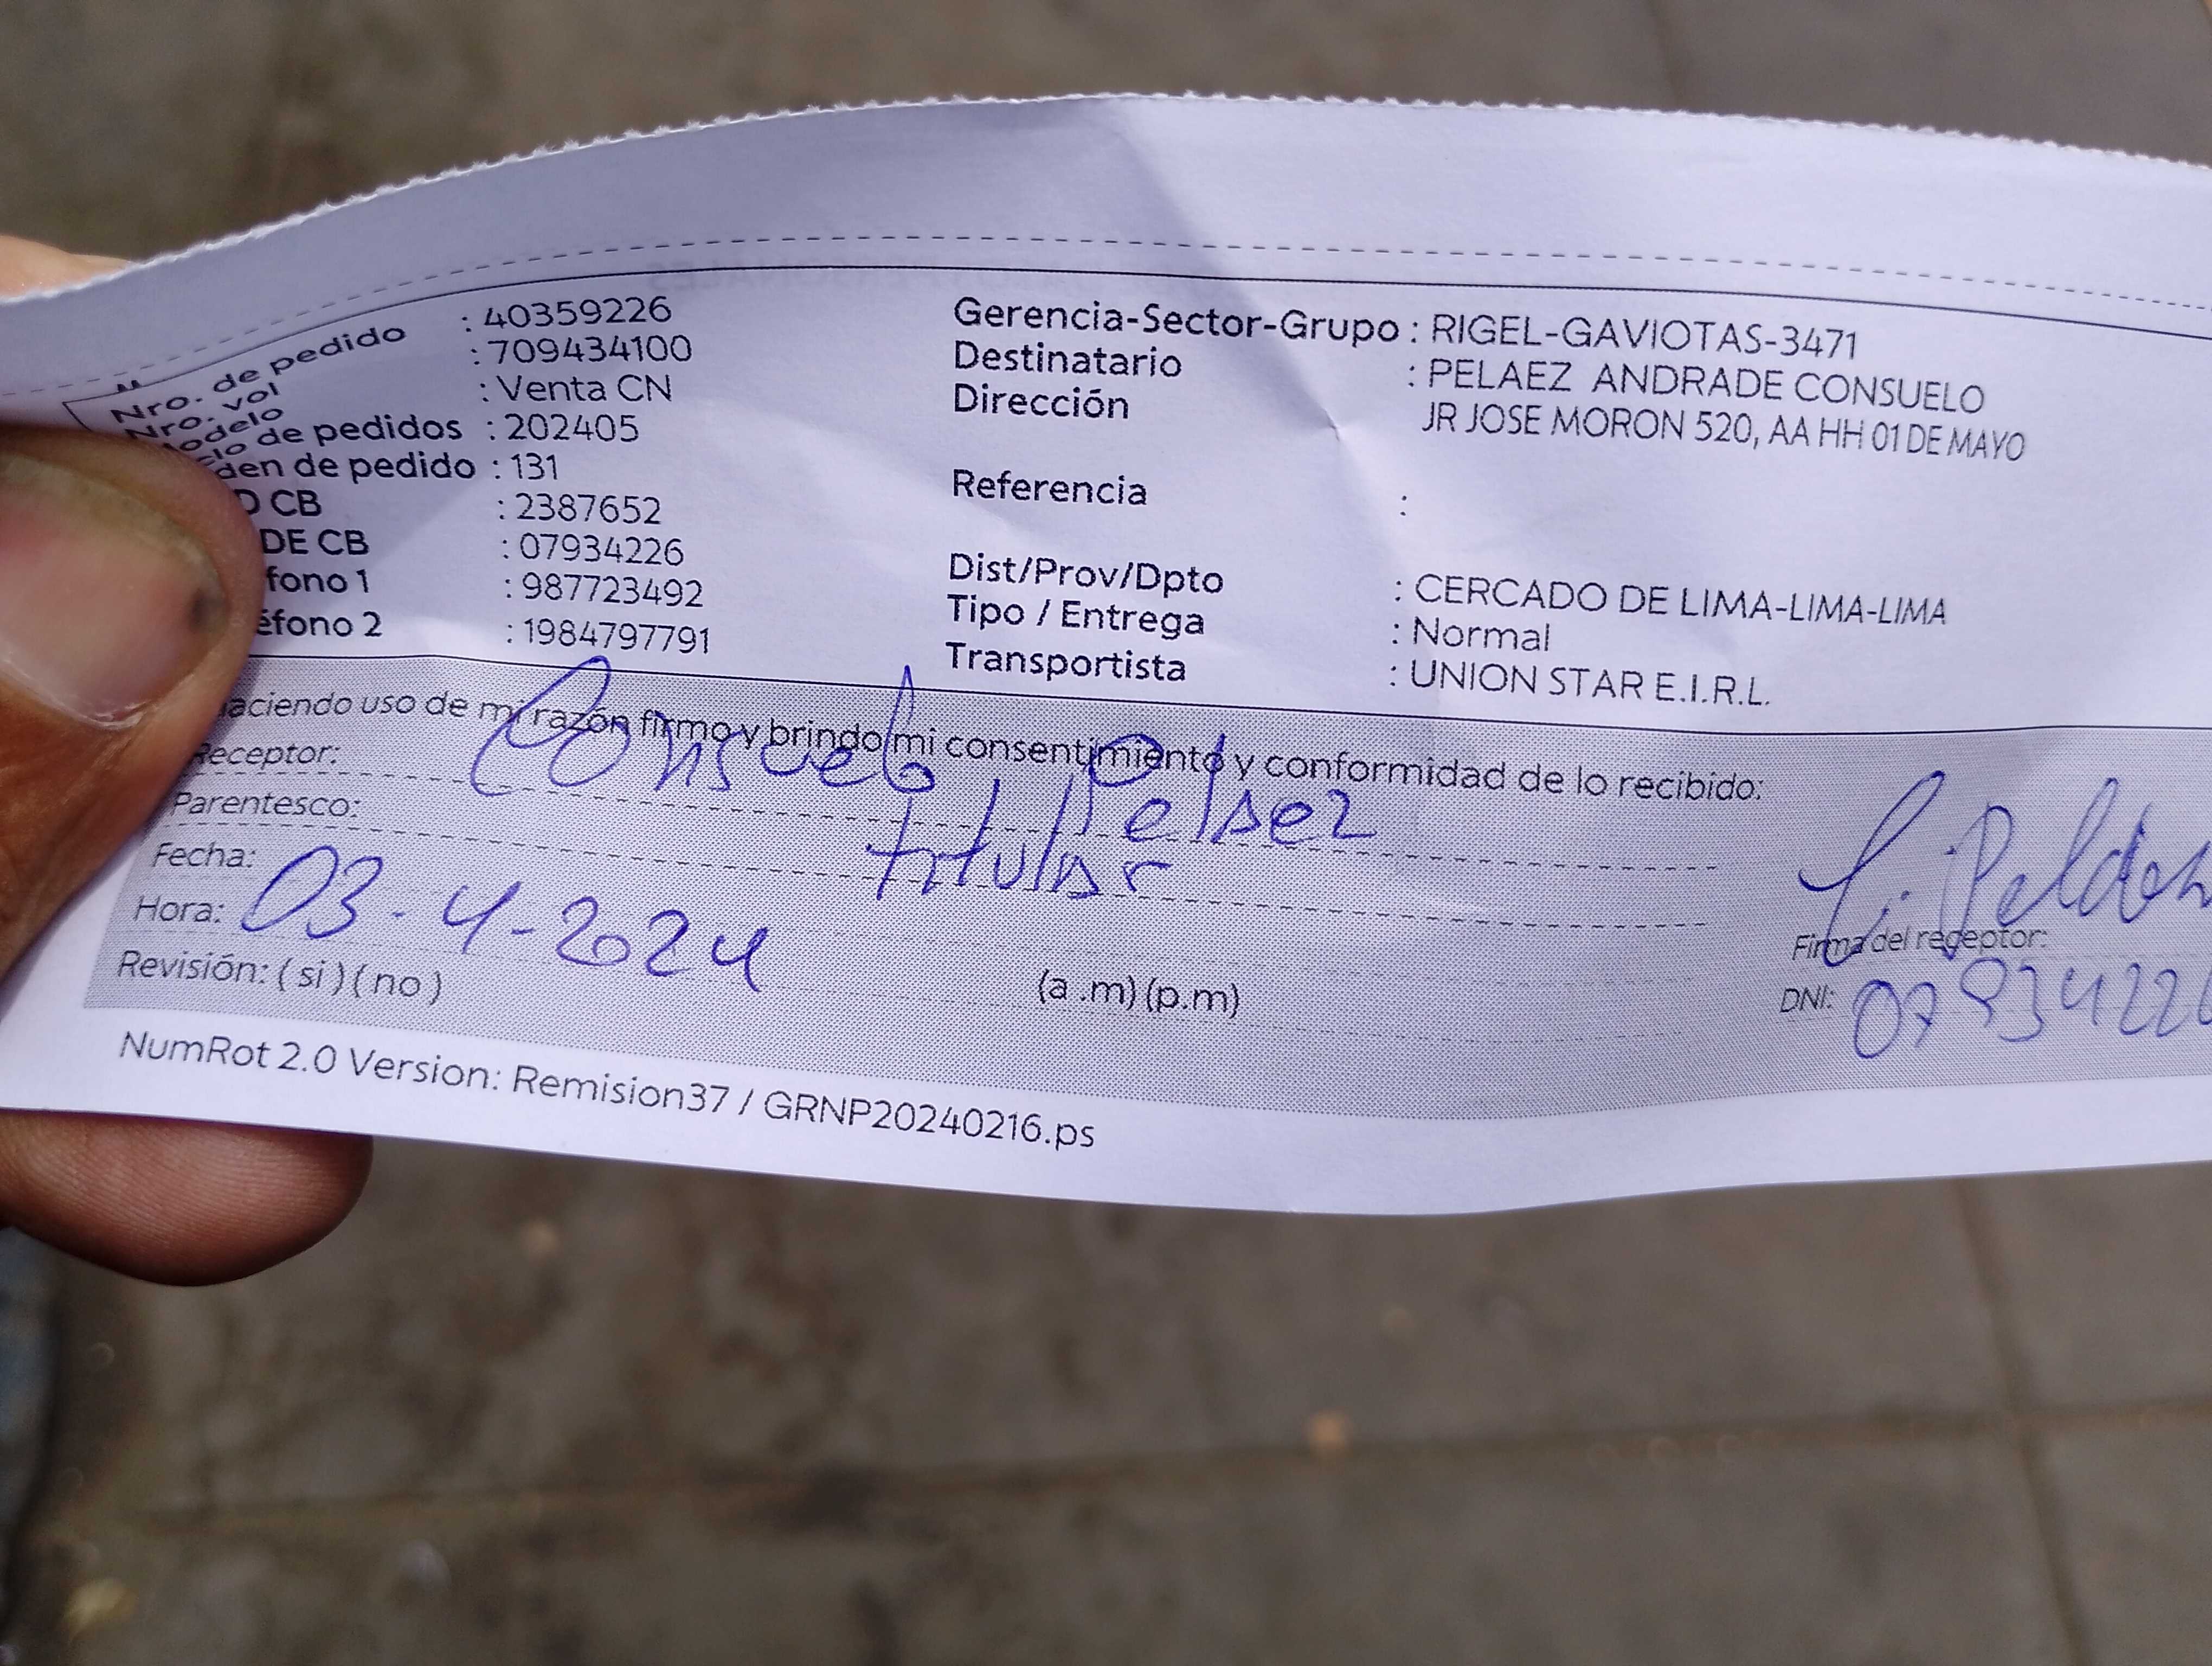 Nro. de pedido : 40359226
Nro. vol : 709434100
odelo : Venta CN
clo de pedidos : 202405
den de pedido : 131
D CB : 2387652
DE CB : 07934226
fono 1 : 987723492
éfono 2 : 1984797791
Gerencia-Sector-Grupo : RIGEL-GAVIOTAS-3471
Destinatario : PELAEZ ANDRADE CONSUELO
Dirección JR JOSE MORON 520, AA HH 01 DE MAYO
Referencia :
Dist/Prov/Dpto : CERCADO DE LIMA-LIMA-LIMA
Tipo / Entrega : Normal
Transportista : UNION STAR E.I.R.L.
aciendo uso de mi razón firmo y brindo mi consentimiento y conformidad de lo recibido:
Receptor: Consuelo Pelaez
Parentesco: titular
Fecha: 03-4-2024
Hora: (a .m) (p.m)
Revisión: ( si ) ( no )
Firma del receptor:
DNI: 0793422
NumRot 2.0 Version: Remision37 / GRNP20240216.ps